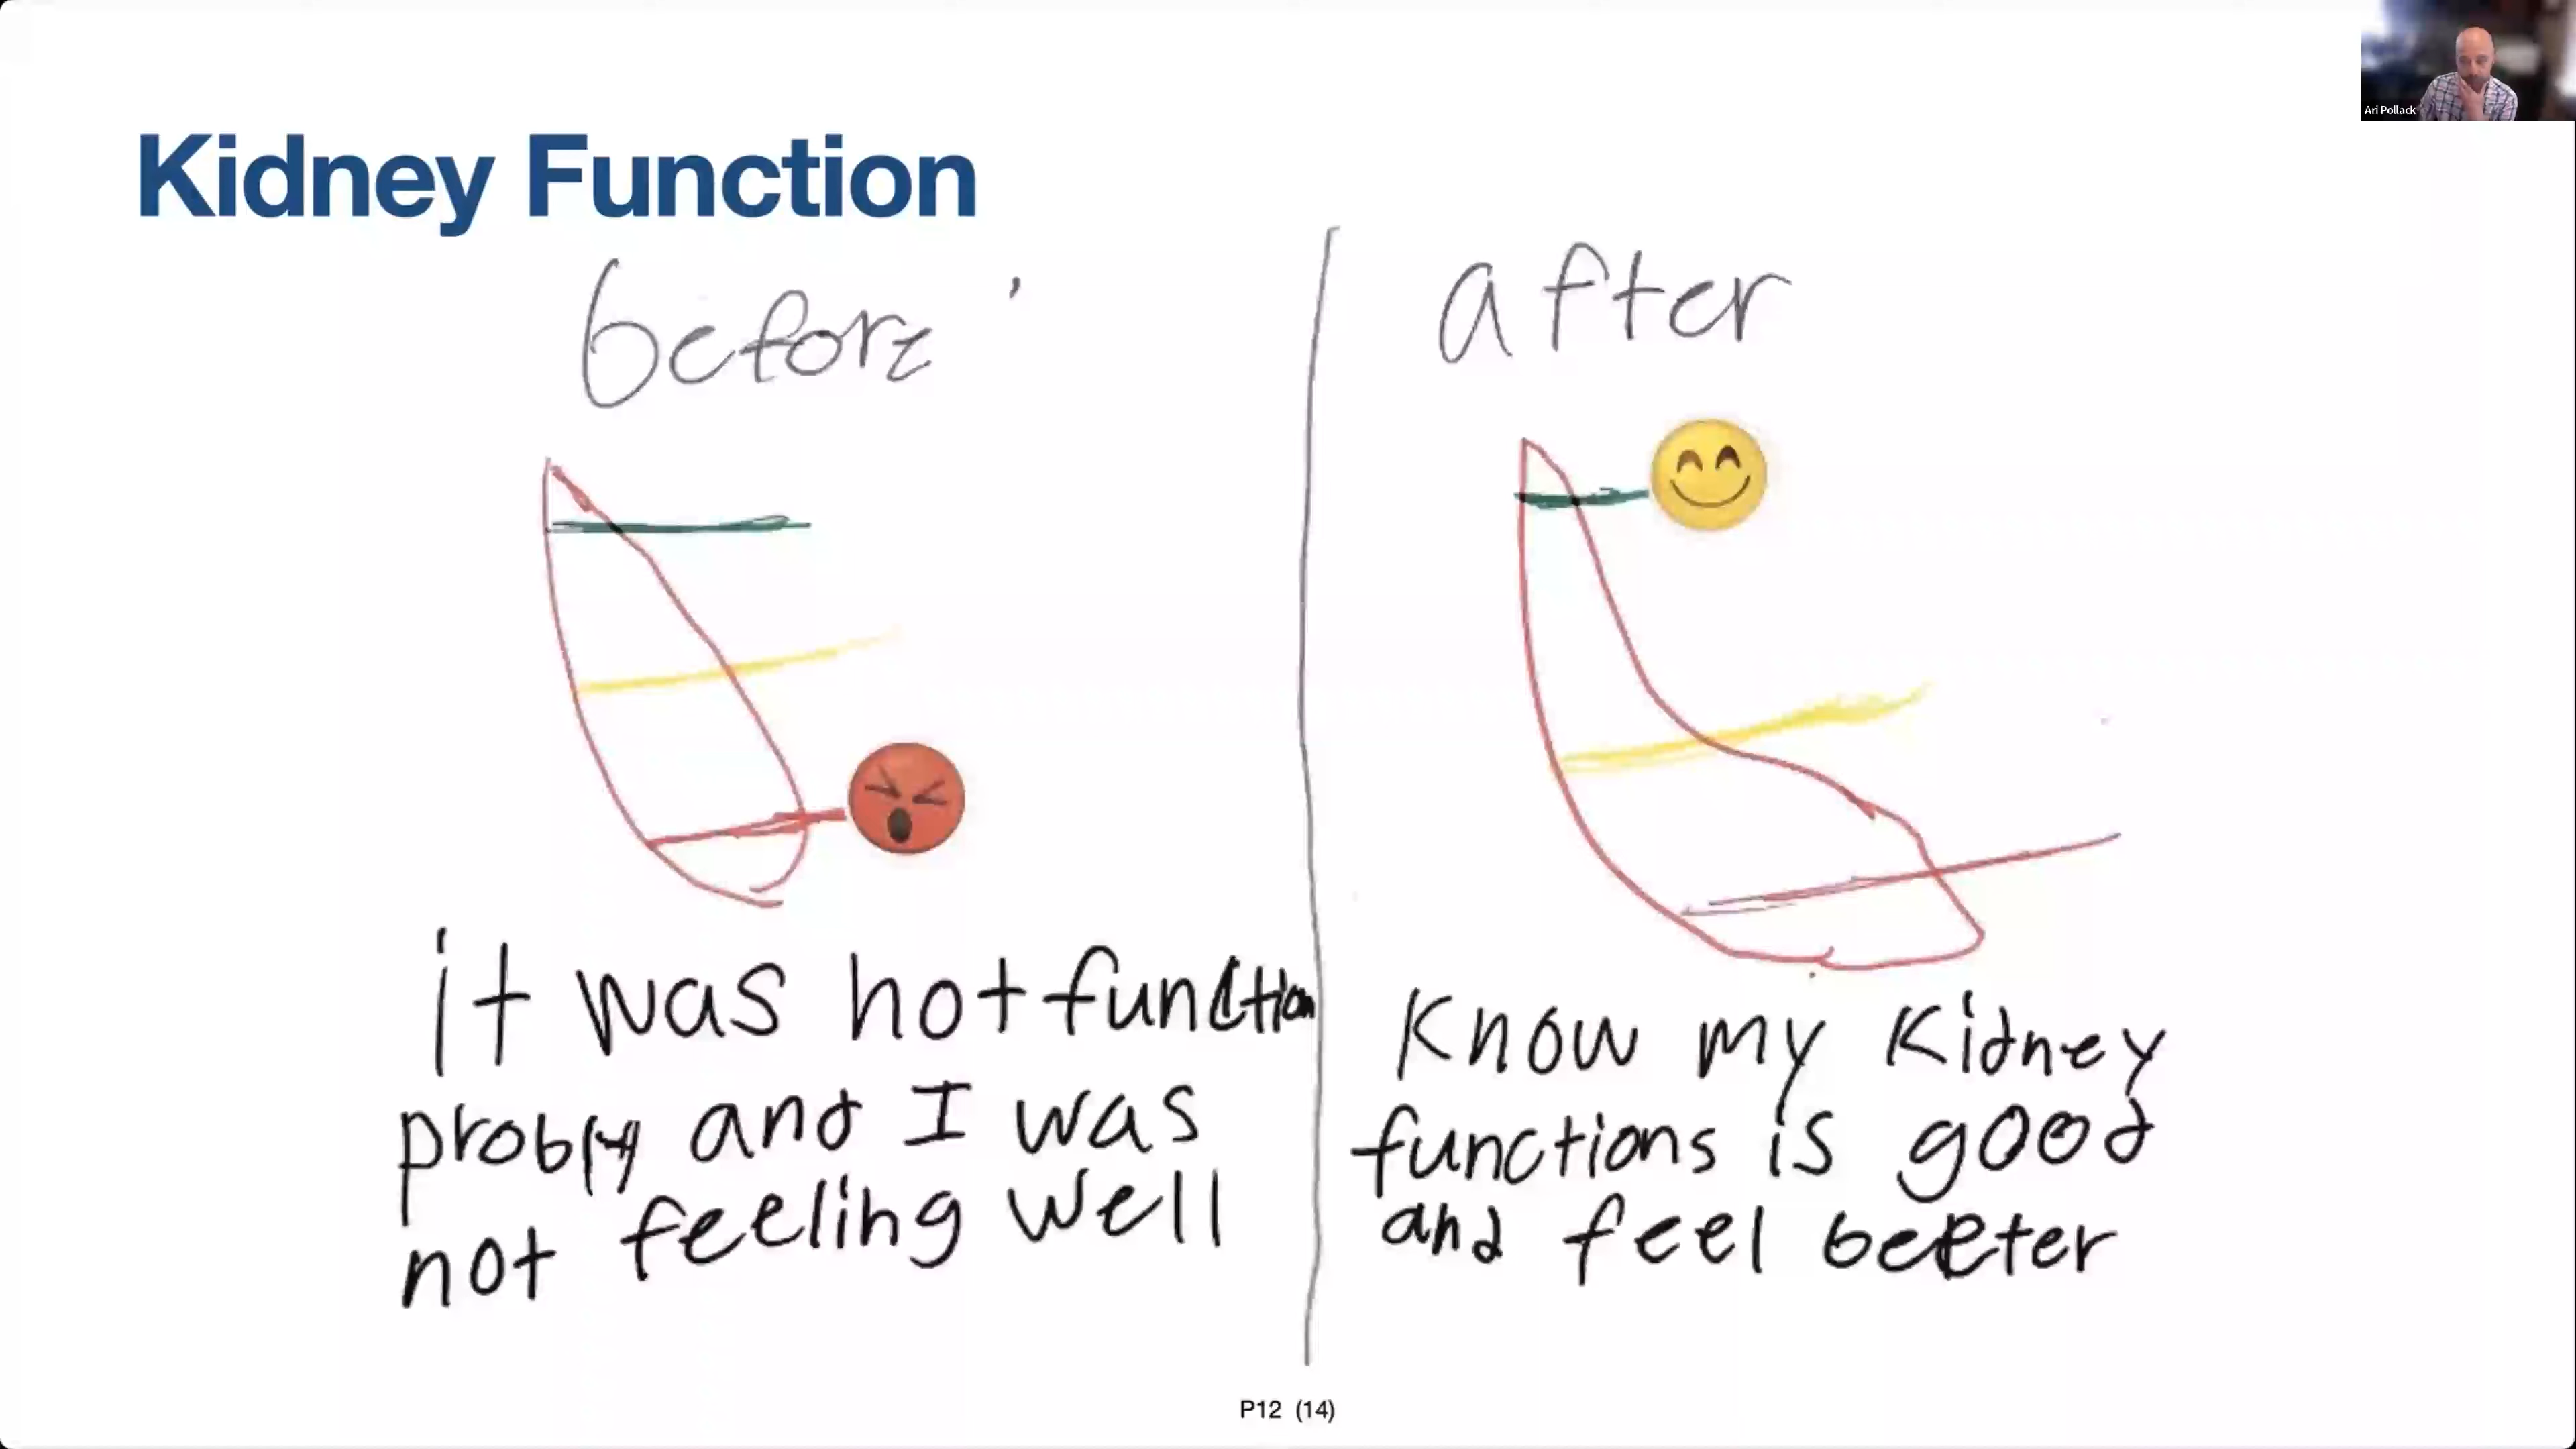 Ari Pollack
Kidney Function
before
after
it was not function
probly and I was
not feeling well
Know my Kidney
functions is good
and feel beeter
P12 (14)